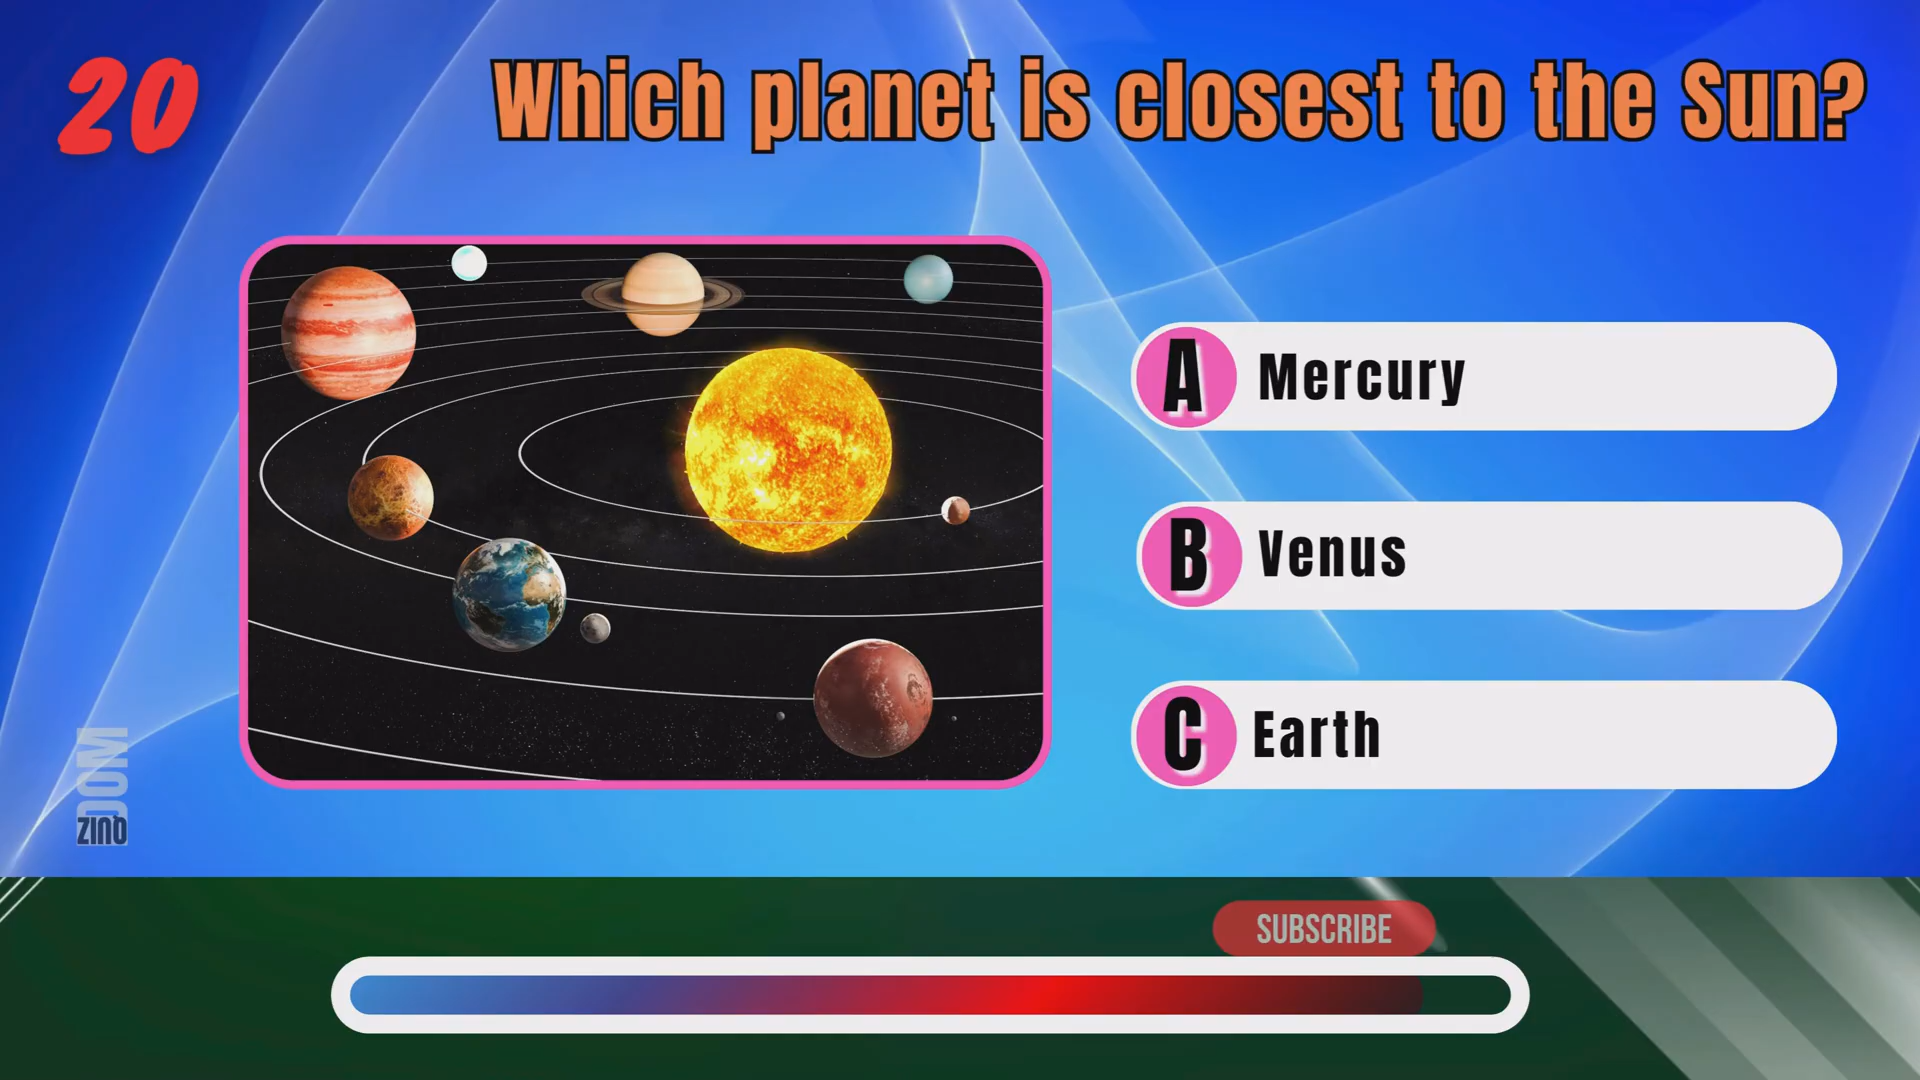 20
Which planet is closest to the Sun?
A Mercury
B Venus
C Earth
ZINO
DOM
SUBSCRIBE